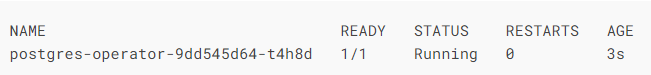 NAME READY STATUS RESTARTS AGE
postgres-operator-9dd545d64-t4h8d 1/1 Running 0 3s